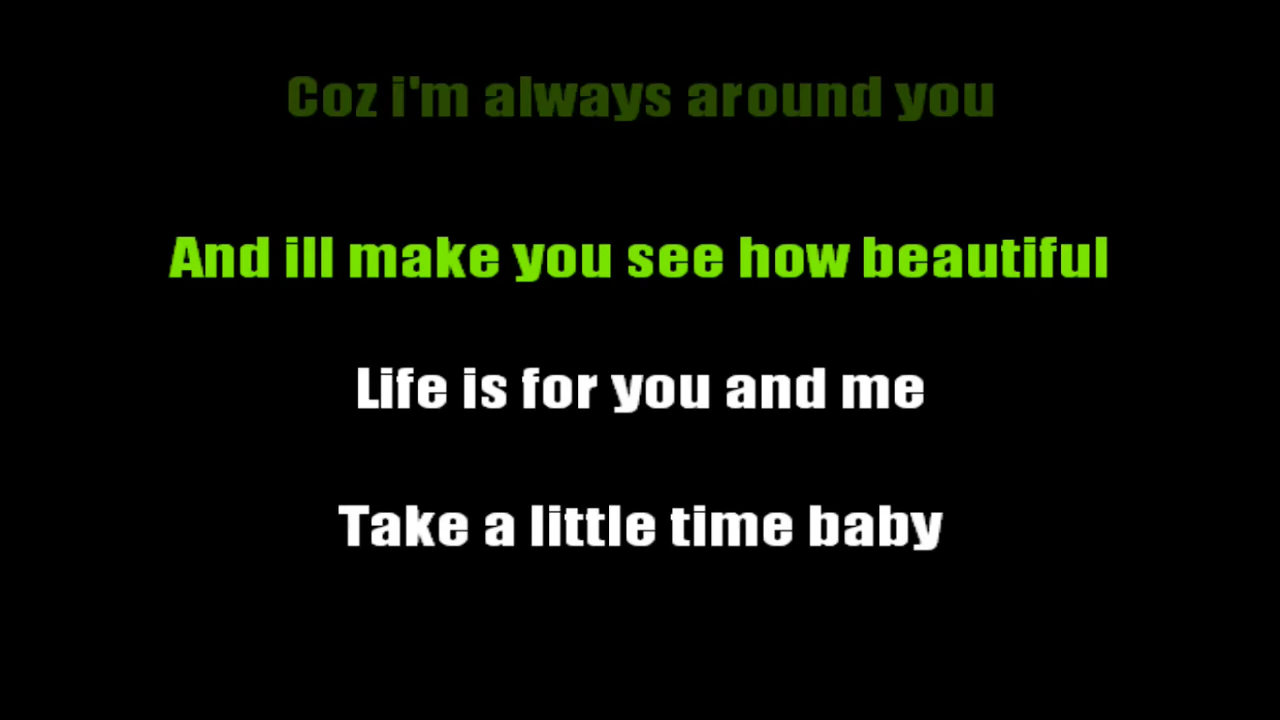 Coz i'm always around you
And ill make you see how beautiful
Life is for you and me
Take a little time baby